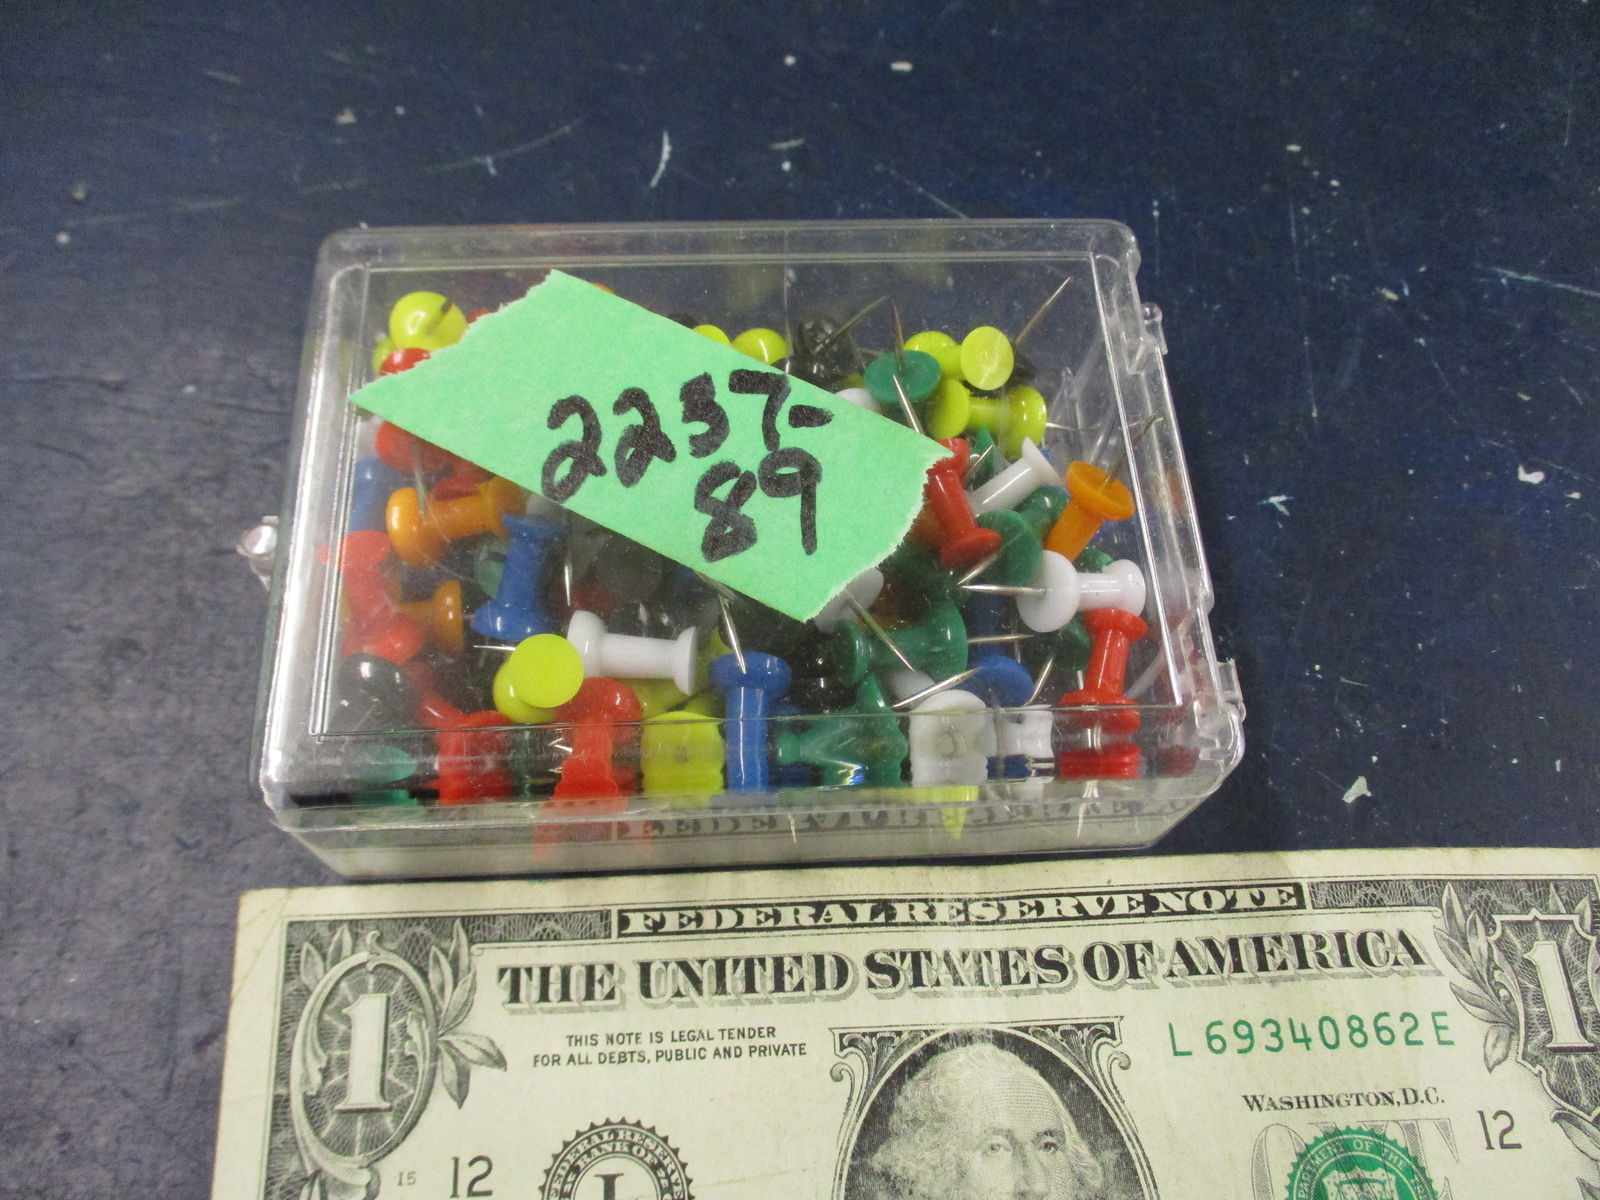 2237-
89
FEDERAL RESERVE NOTE
THE UNITED STATES OF AMERICA
THIS NOTE IS LEGAL TENDER
FOR ALL DEBTS, PUBLIC AND PRIVATE
L 69340862 E
WASHINGTON, D.C.
1
1
12
12
15
L